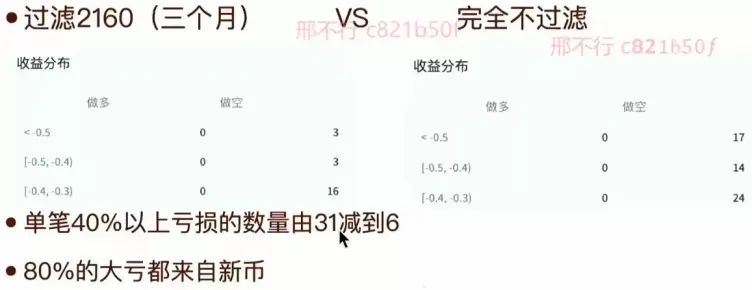 • 过滤2160（三个月） VS 完全不过滤
邢不行 c821b50f
邢不行 c821b50f
收益分布
做多 做空
< -0.5 0 3
[-0.5, -0.4) 0 3
[-0.4, -0.3) 0 16
收益分布
做多 做空
< -0.5 0 17
[-0.5, -0.4) 0 14
[-0.4, -0.3) 0 24
• 单笔40%以上亏损的数量由31减到6
• 80%的大亏都来自新币